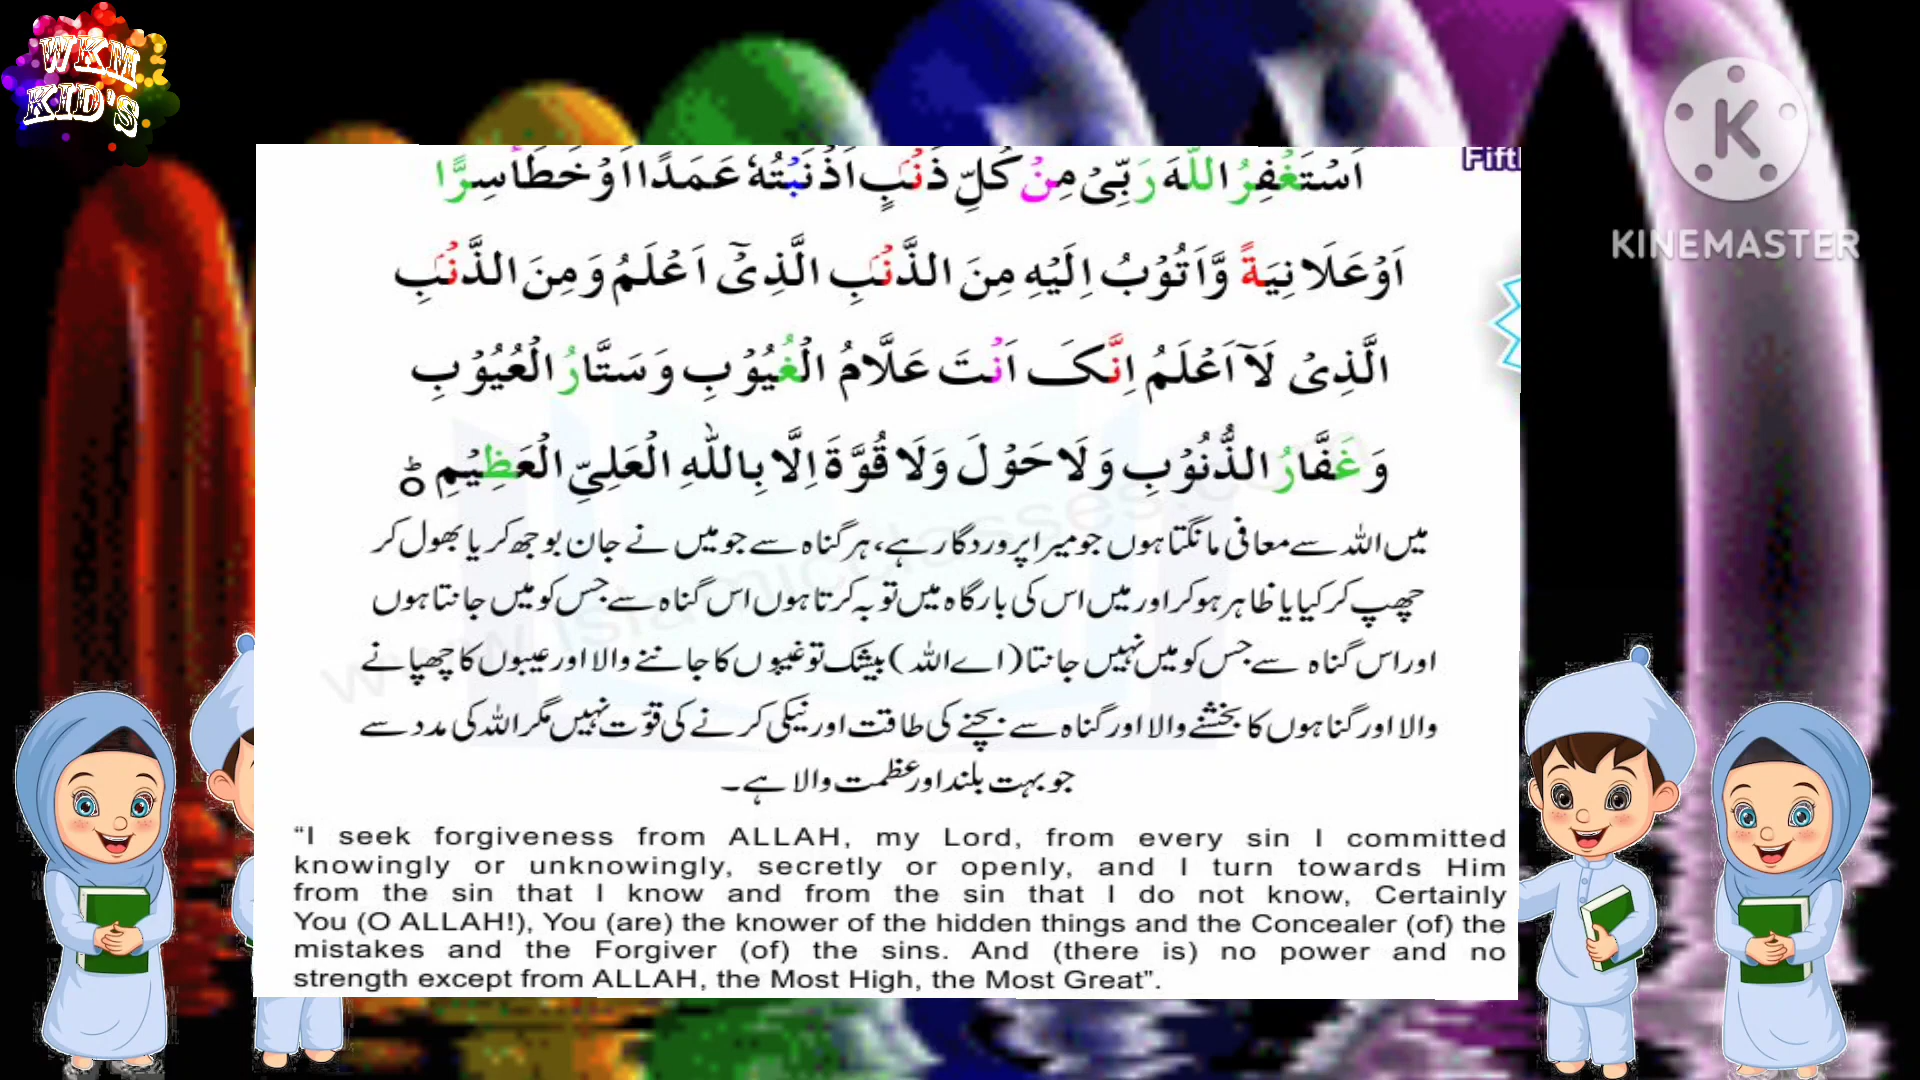 WKM
KID'S
Fift
K
KINEMASTER
اَسْتَغْفِرُ اللّٰهَ رَبِّیْ مِنْ کُلِّ ذَنْۢبٍ اَذْنَبْتُهٗ عَمَدًا اَوْ خَطَأً سِرًّا
اَوْ عَلَانِیَةً وَّاَتُوْبُ اِلَیْهِ مِنَ الذَّنْۢبِ الَّذِیْٓ اَعْلَمُ وَمِنَ الذَّنْۢبِ
الَّذِیْ لَآ اَعْلَمُ اِنَّکَ اَنْتَ عَلَّامُ الْغُیُوْبِ وَسَتَّارُ الْعُیُوْبِ
وَغَفَّارُ الذُّنُوْبِ وَلَا حَوْلَ وَلَا قُوَّةَ اِلَّا بِاللّٰهِ الْعَلِیِّ الْعَظِیْمِ ؕ
میں اللہ سے معافی مانگتا ہوں جو میرا پروردگار ہے، ہر گناہ سے جو میں نے جان بوجھ کر یا بھول کر
چھپ کر کیا یا ظاہر ہو کر اور میں اس کی بارگاہ میں توبہ کرتا ہوں اس گناہ سے جس کو میں جانتا ہوں
اور اس گناہ سے جس کو میں نہیں جانتا (اے اللہ) بیشک تو غیبوں کا جاننے والا اور عیبوں کا چھپانے
والا اور گناہوں کا بخشنے والا اور گناہ سے بچنے کی طاقت اور نیکی کرنے کی قوّت نہیں مگر اللہ کی مدد سے
جو بہت بلند اور عظمت والا ہے۔
“I seek forgiveness from ALLAH, my Lord, from every sin I committed
knowingly or unknowingly, secretly or openly, and I turn towards Him
from the sin that I know and from the sin that I do not know, Certainly
You (O ALLAH!), You (are) the knower of the hidden things and the Concealer (of) the
mistakes and the Forgiver (of) the sins. And (there is) no power and no
strength except from ALLAH, the Most High, the Most Great”.
www.islamicclasses.com